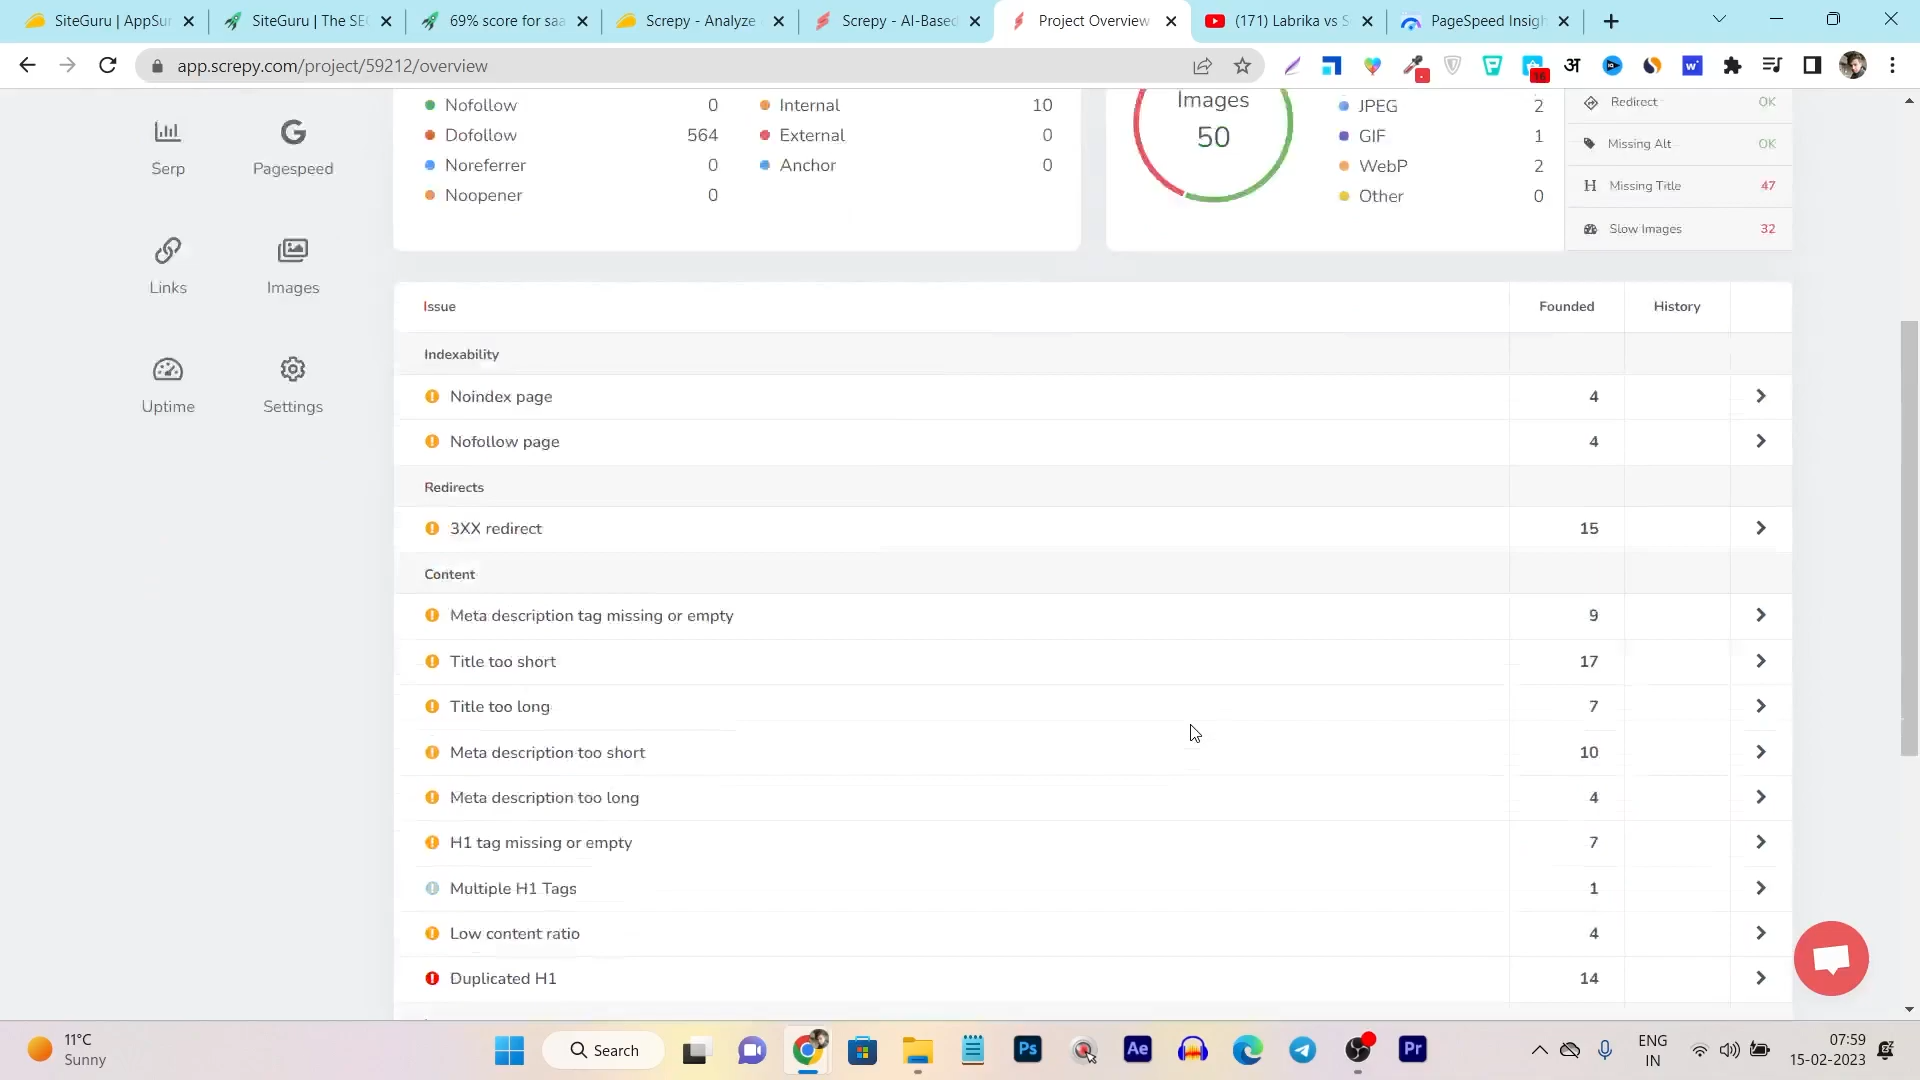 SiteGuru | AppSur
SiteGuru | The SEO
69% score for saa
Screpy - Analyze
Screpy - AI-Based
Project Overview
(171) Labrika vs S
PageSpeed Insigh
app.screpy.com/project/59212/overview
Nofollow 0
Internal 10
Dofollow 564
External 0
Noreferrer 0
Anchor 0
Noopener 0
Images
50
JPEG 2
GIF 1
WebP 2
Other 0
Redirect OK
Missing Alt OK
Missing Title 47
Slow Images 32
Serp
Pagespeed
Links
Images
Uptime
Settings
Issue Founded History
Indexability
Noindex page 4
Nofollow page 4
Redirects
3XX redirect 15
Content
Meta description tag missing or empty 9
Title too short 17
Title too long 7
Meta description too short 10
Meta description too long 4
H1 tag missing or empty 7
Multiple H1 Tags 1
Low content ratio 4
Duplicated H1 14
11°C
Sunny
Search
Ps
Ae
Pr
ENG
IN
07:59
15-02-2023